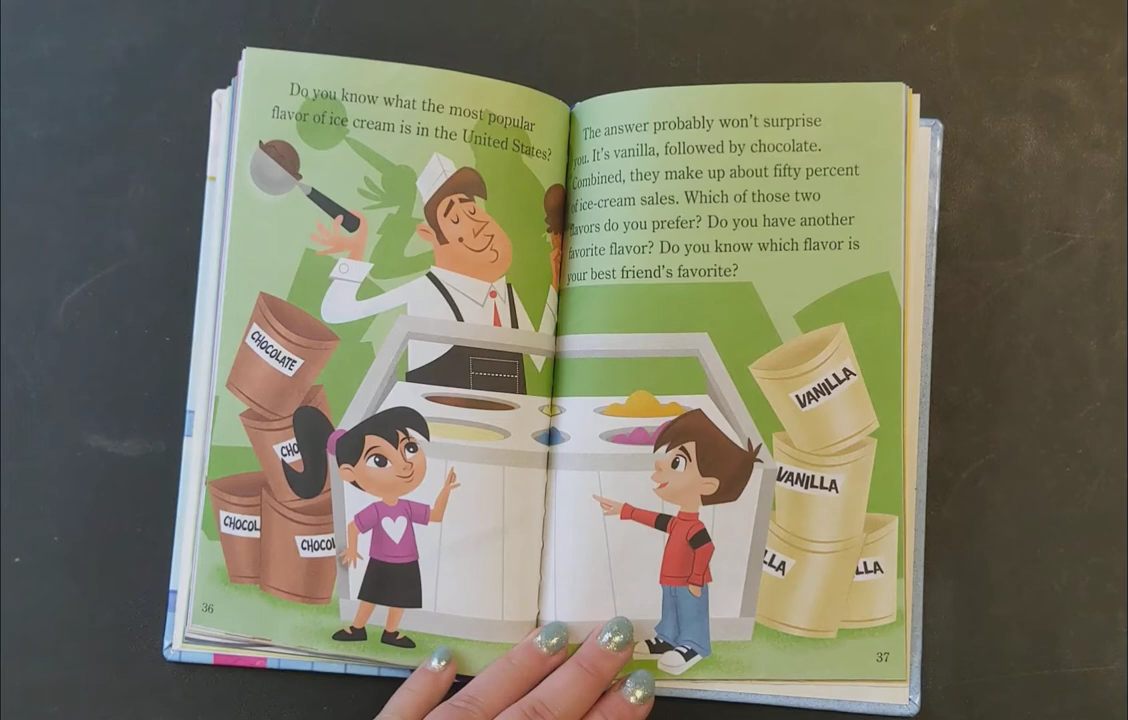 Do you know what the most popular
flavor of ice cream is in the United States?
The answer probably won't surprise
you. It's vanilla, followed by chocolate.
Combined, they make up about fifty percent
of ice-cream sales. Which of those two
flavors do you prefer? Do you have another
favorite flavor? Do you know which flavor is
your best friend's favorite?
CHOCOLATE
CHO
CHOCOL
CHOCOL
VANILLA
VANILLA
LLA
LLA
36
37